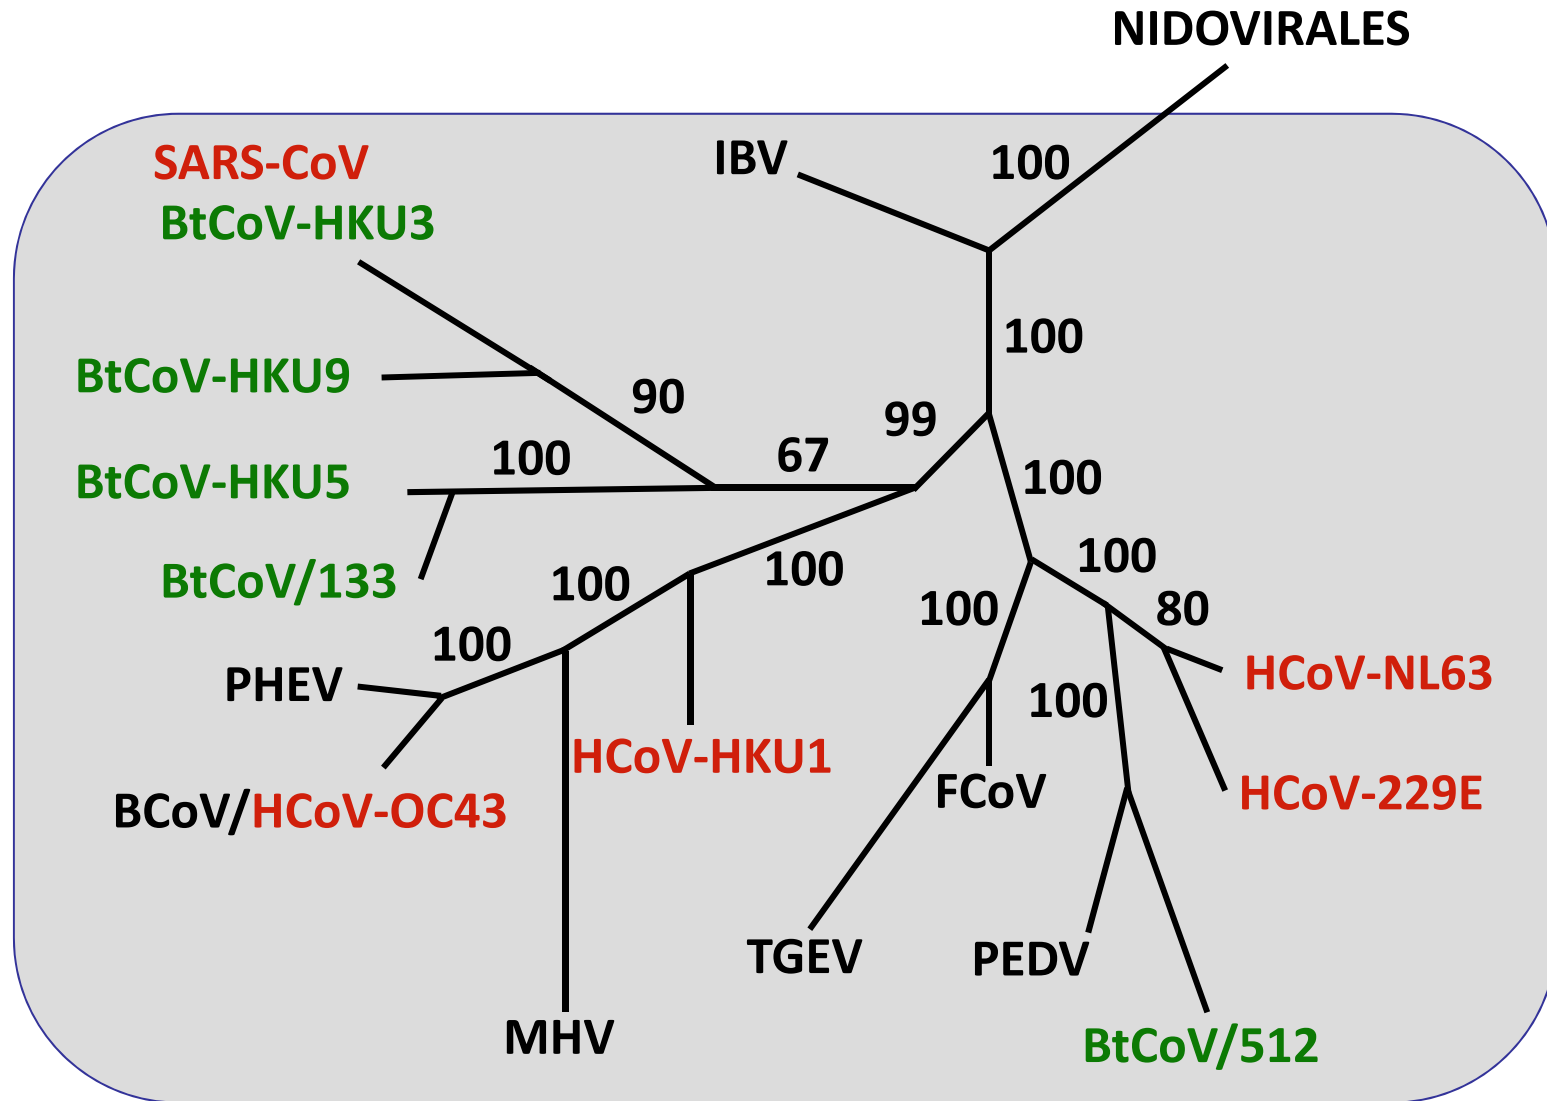 NIDOVIRALES
SARS-CoV
BtCoV-HKU3
IBV
100
100
BtCoV-HKU9
90
99
BtCoV-HKU5
100
67
100
BtCoV/133
100
100
100
100
80
PHEV
100
100
HCoV-NL63
HCoV-HKU1
BCoV/HCoV-OC43
FCoV
HCoV-229E
TGEV
PEDV
MHV
BtCoV/512